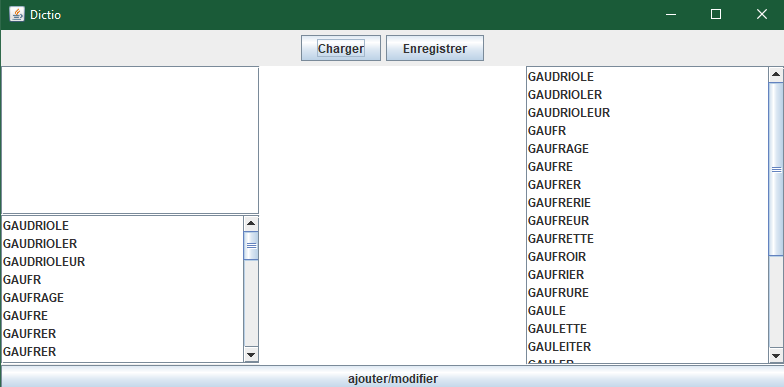 Dictio
Charger Enregistrer
GAUDRIOLE
GAUDRIOLER
GAUDRIOLEUR
GAUFR
GAUFRAGE
GAUFRE
GAUFRER
GAUFRER
GAUDRIOLE
GAUDRIOLER
GAUDRIOLEUR
GAUFR
GAUFRAGE
GAUFRE
GAUFRER
GAUFRERIE
GAUFREUR
GAUFRETTE
GAUFROIR
GAUFRIER
GAUFRURE
GAULE
GAULETTE
GAULEITER
GAULER
ajouter/modifier